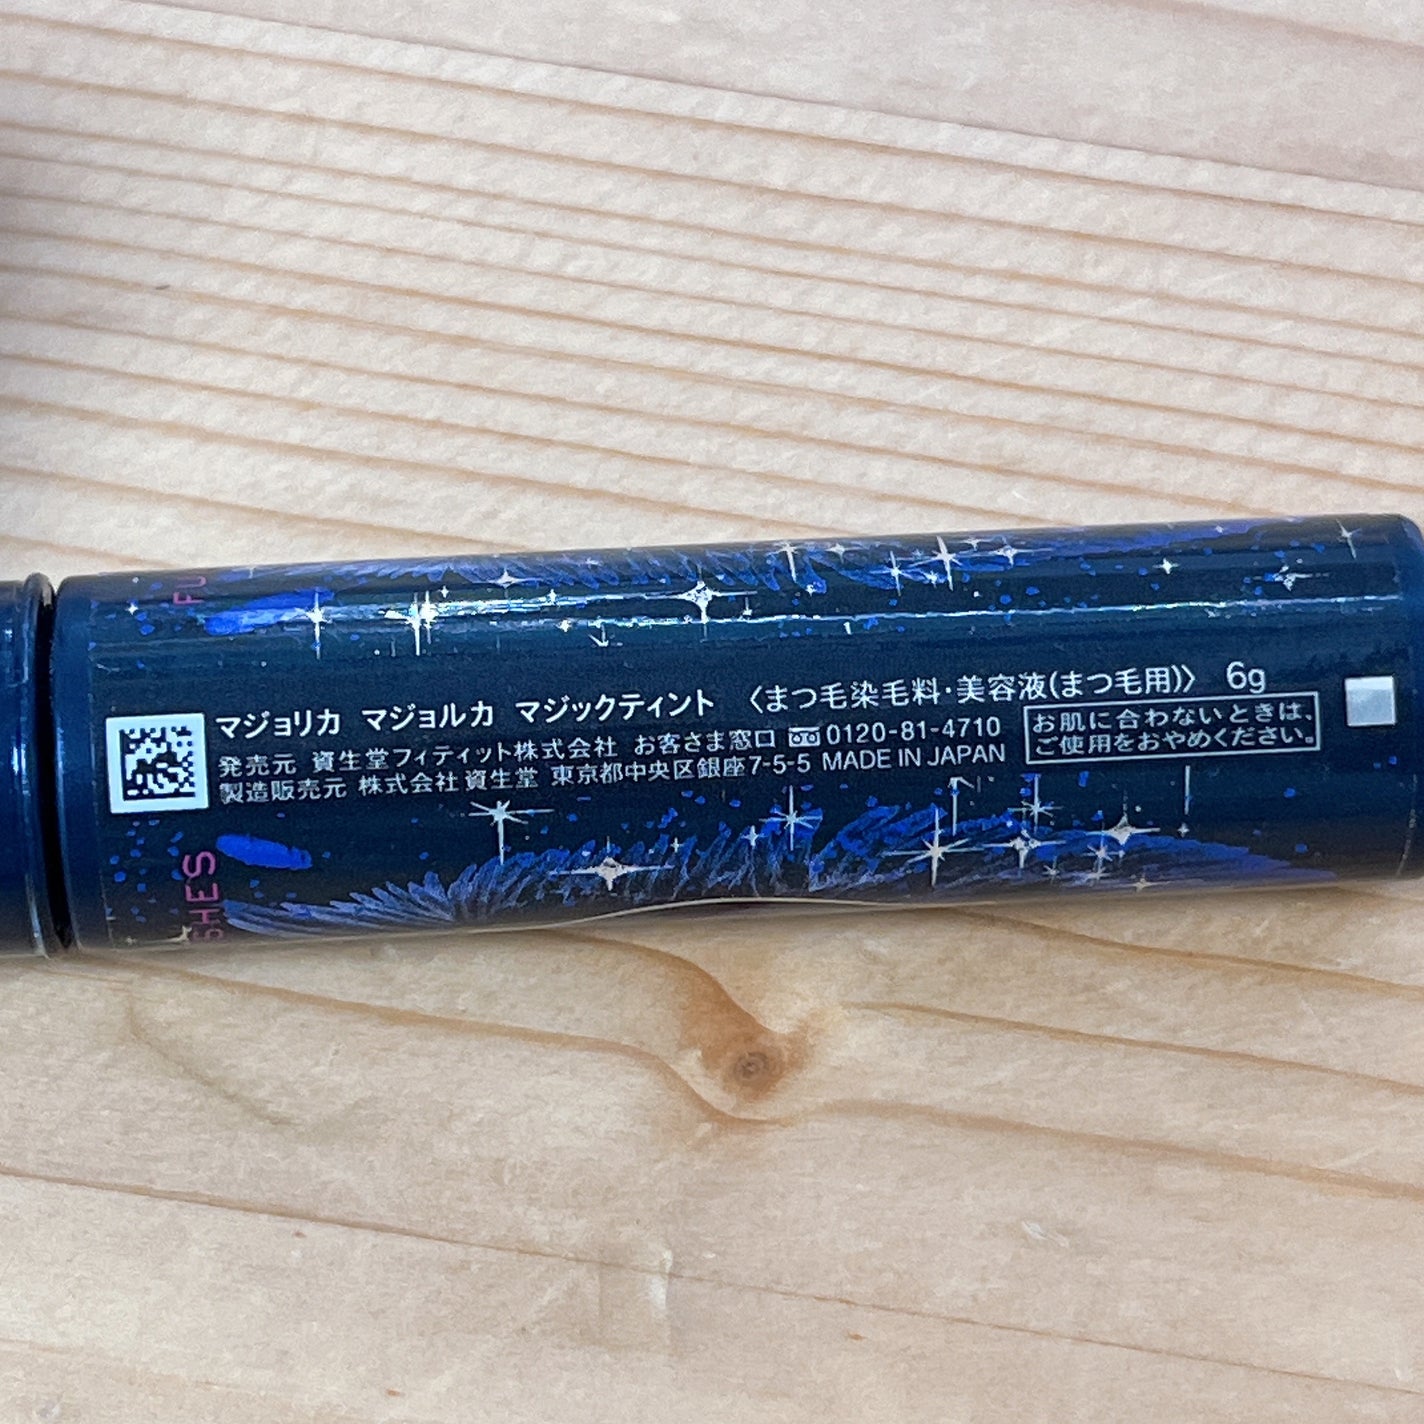 マジョリカ マジョルカ マジックティント 〈まつ毛染毛料・美容液(まつ毛用)〉 6g
発売元 資生堂フィティット株式会社 お客さま窓口 0120-81-4710
製造販売元 株式会社資生堂 東京都中央区銀座7-5-5 MADE IN JAPAN
お肌に合わないときは、
ご使用をおやめください。